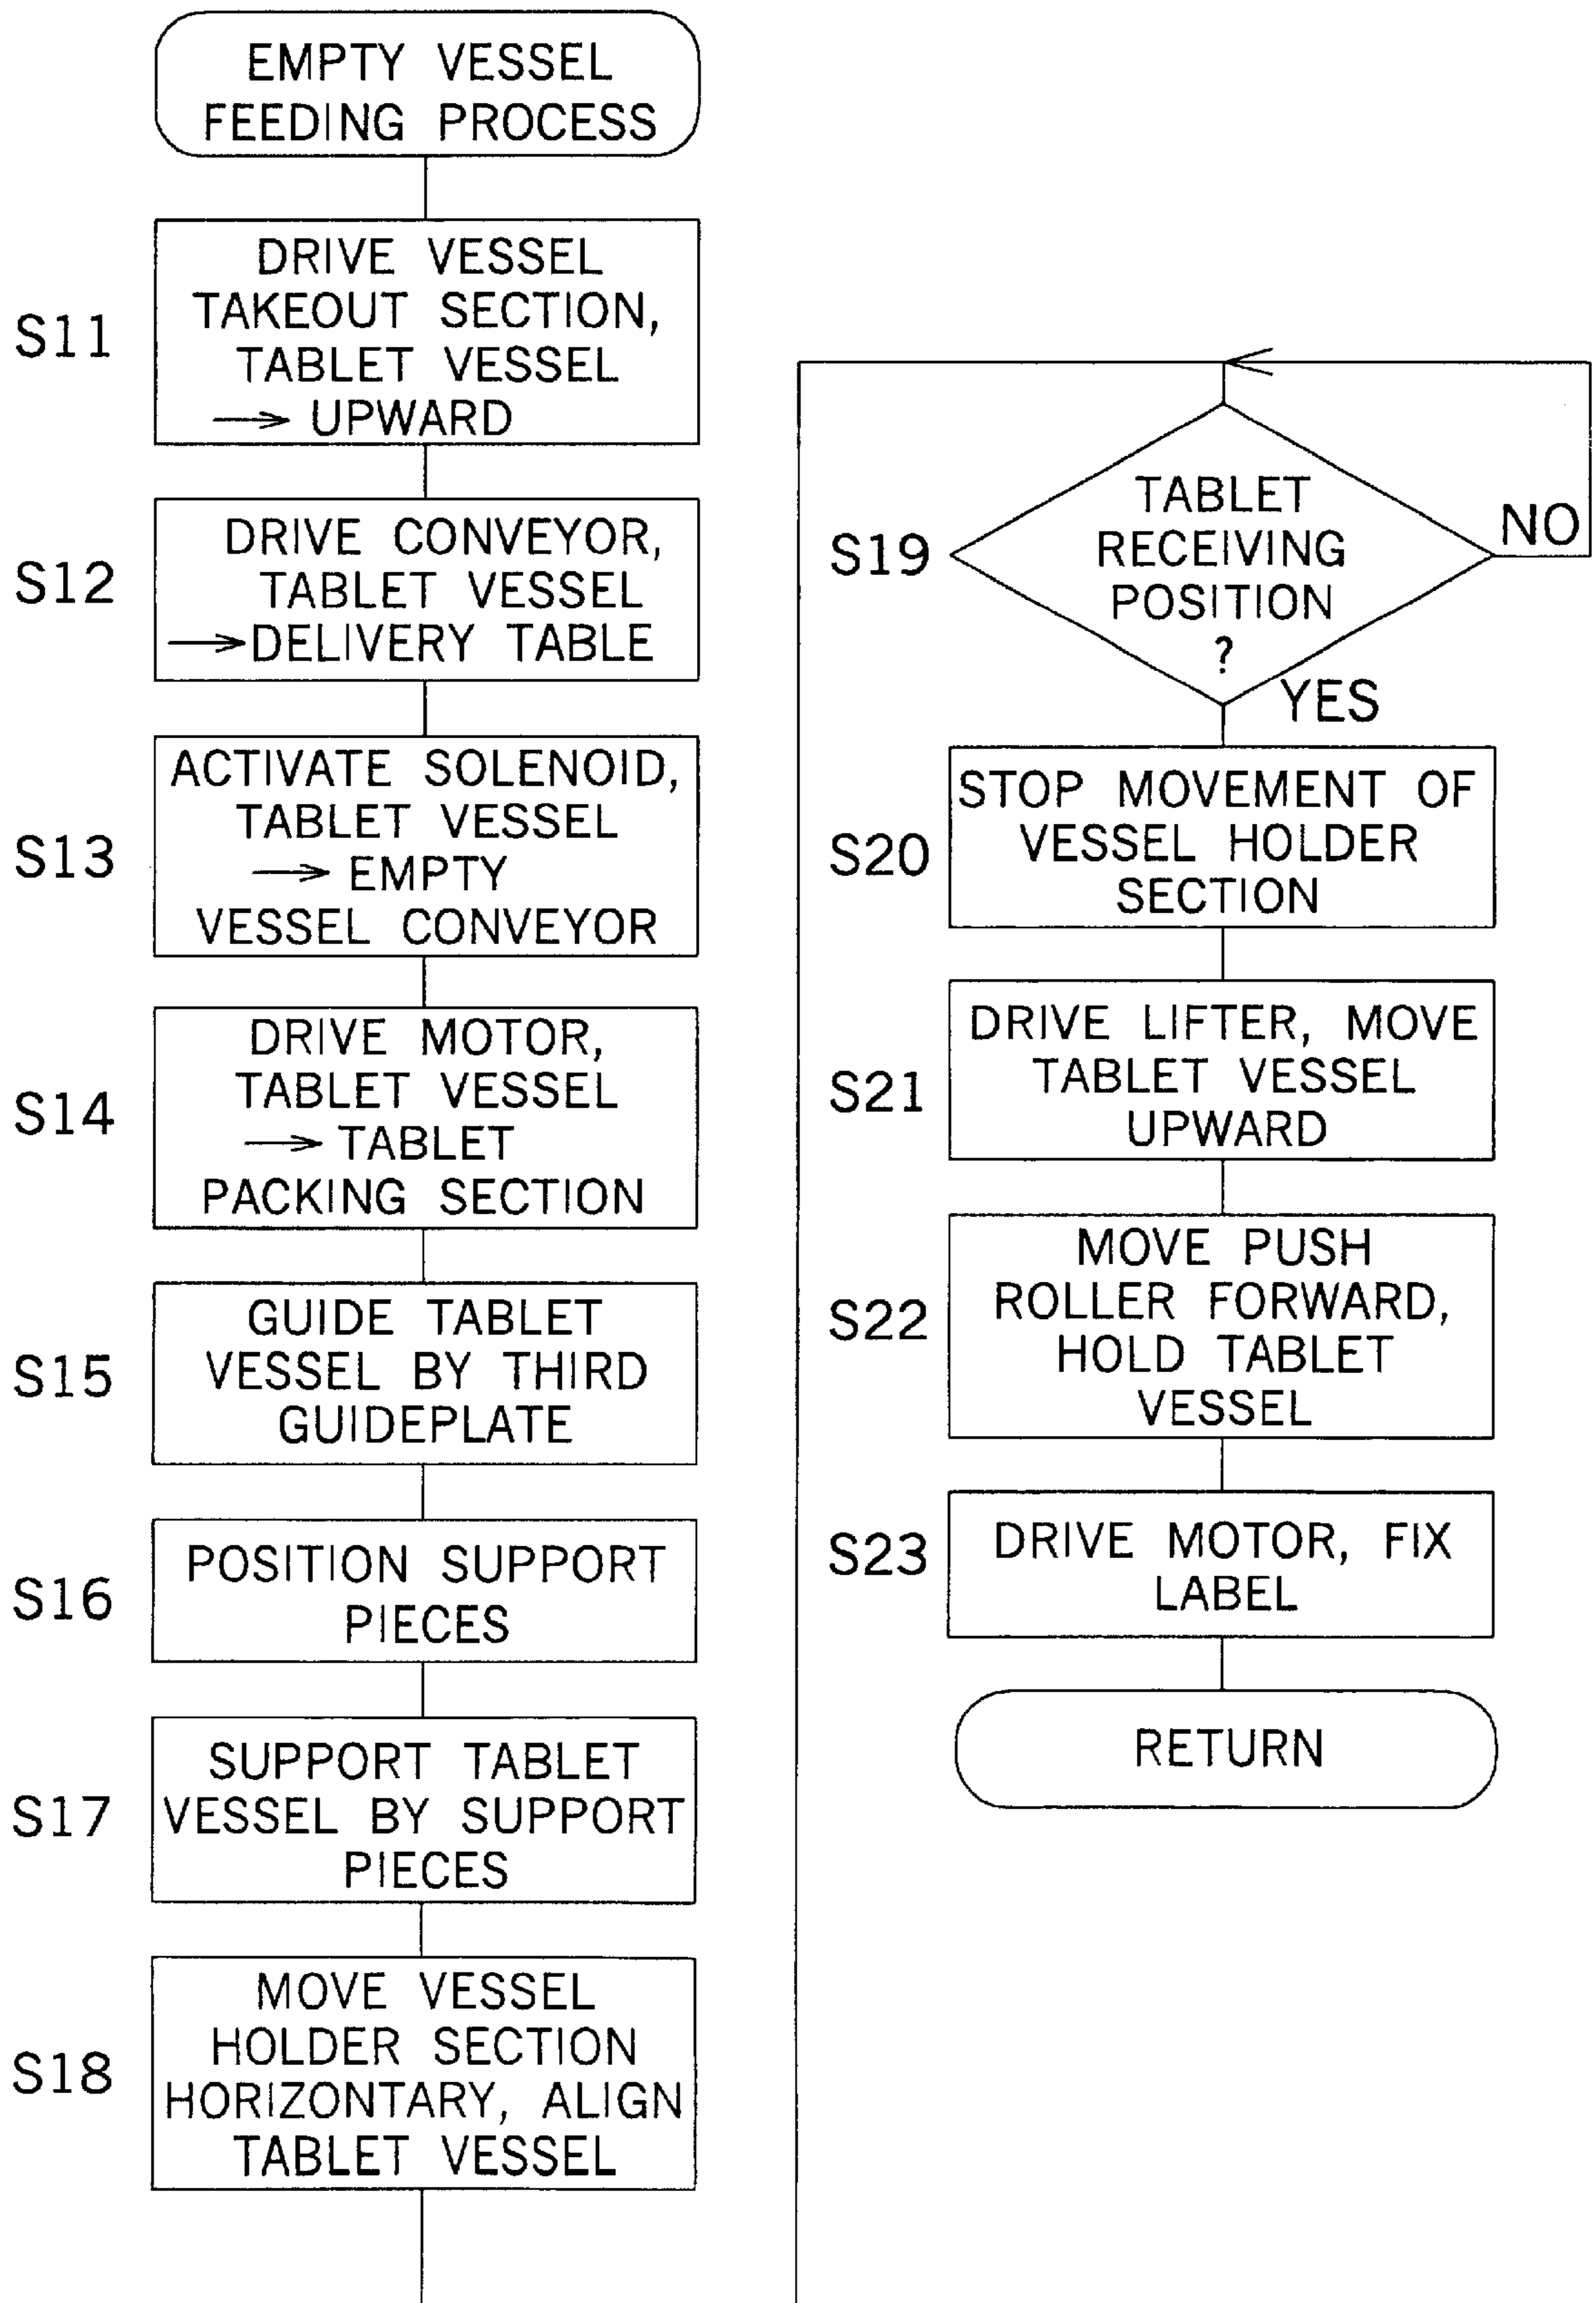 EMPTY VESSEL
FEEDING PROCESS
S11
DRIVE VESSEL
TAKEOUT SECTION,
TABLET VESSEL
→ UPWARD
S12
DRIVE CONVEYOR,
TABLET VESSEL
→DELIVERY TABLE
S13
ACTIVATE SOLENOID,
TABLET VESSEL
→ EMPTY
VESSEL CONVEYOR
S14
DRIVE MOTOR,
TABLET VESSEL
→ TABLET
PACKING SECTION
S15
GUIDE TABLET
VESSEL BY THIRD
GUIDEPLATE
S16
POSITION SUPPORT
PIECES
S17
SUPPORT TABLET
VESSEL BY SUPPORT
PIECES
S18
MOVE VESSEL
HOLDER SECTION
HORIZONTARY, ALIGN
TABLET VESSEL
S19
TABLET
RECEIVING
POSITION
?
NO
YES
S20
STOP MOVEMENT OF
VESSEL HOLDER
SECTION
S21
DRIVE LIFTER, MOVE
TABLET VESSEL
UPWARD
S22
MOVE PUSH
ROLLER FORWARD,
HOLD TABLET
VESSEL
S23
DRIVE MOTOR, FIX
LABEL
RETURN